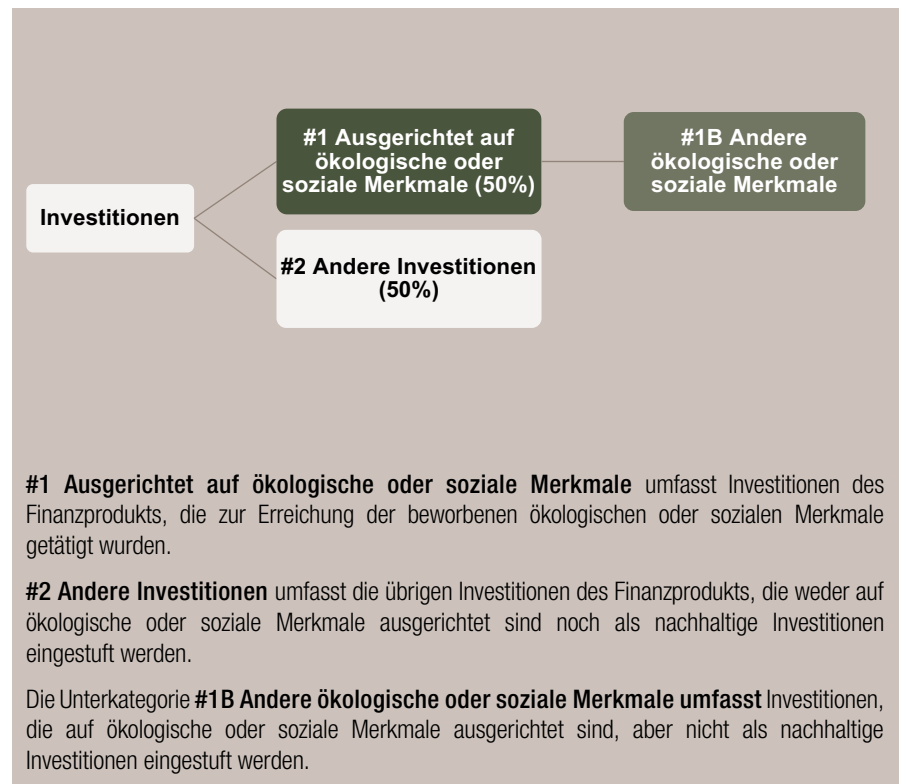 #1 Ausgerichtet auf
ökologische oder
soziale Merkmale (50%)
#1B Andere
ökologische oder
soziale Merkmale
Investitionen
#2 Andere Investitionen
(50%)
#1 Ausgerichtet auf ökologische oder soziale Merkmale umfasst Investitionen des
Finanzprodukts, die zur Erreichung der beworbenen ökologischen oder sozialen Merkmale
getätigt wurden.
#2 Andere Investitionen umfasst die übrigen Investitionen des Finanzprodukts, die weder auf
ökologische oder soziale Merkmale ausgerichtet sind noch als nachhaltige Investitionen
eingestuft werden.
Die Unterkategorie #1B Andere ökologische oder soziale Merkmale umfasst Investitionen,
die auf ökologische oder soziale Merkmale ausgerichtet sind, aber nicht als nachhaltige
Investitionen eingestuft werden.